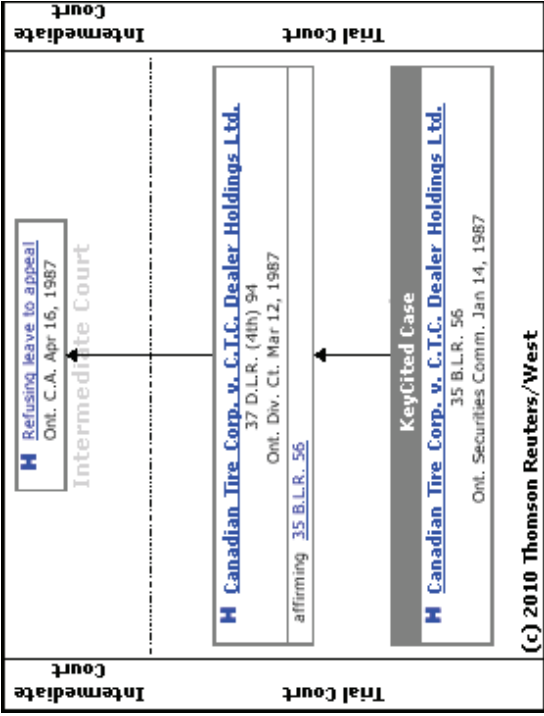 Intermediate
Court
Intermediate
Court
H Refusing leave to appeal
Ont. C.A. Apr 16, 1987
Intermediate Court
Trial Court
Trial Court
H Canadian Tire Corp. v. C.T.C. Dealer Holdings Ltd.
37 D.L.R. (4th) 94
Ont. Div. Ct. Mar 12, 1987
affirming 35 B.L.R. 56
KeyCited Case
H Canadian Tire Corp. v. C.T.C. Dealer Holdings Ltd.
35 B.L.R. 56
Ont. Securities Comm. Jan 14, 1987
(c) 2010 Thomson Reuters/West